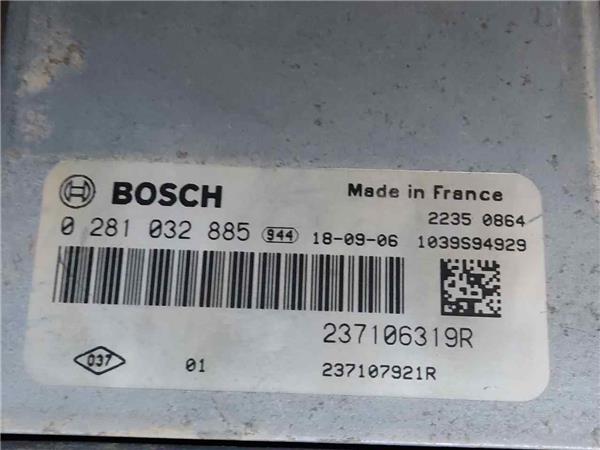 BOSCH Made in France
2235 0864
0 281 032 885 944 18-09-06 1039S94929
237106319R
037 01 237107921R